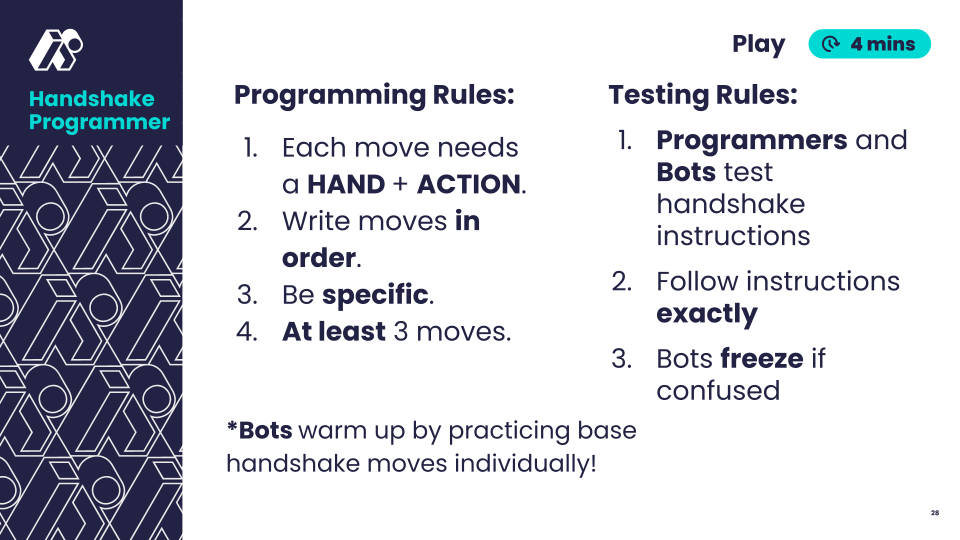 Handshake
Programmer
Play
4 mins
Programming Rules:
1. Each move needs
a HAND + ACTION.
2. Write moves in
order.
3. Be specific.
4. At least 3 moves.
*Bots warm up by practicing base
handshake moves individually!
Testing Rules:
1. Programmers and
Bots test
handshake
instructions
2. Follow instructions
exactly
3. Bots freeze if
confused
28